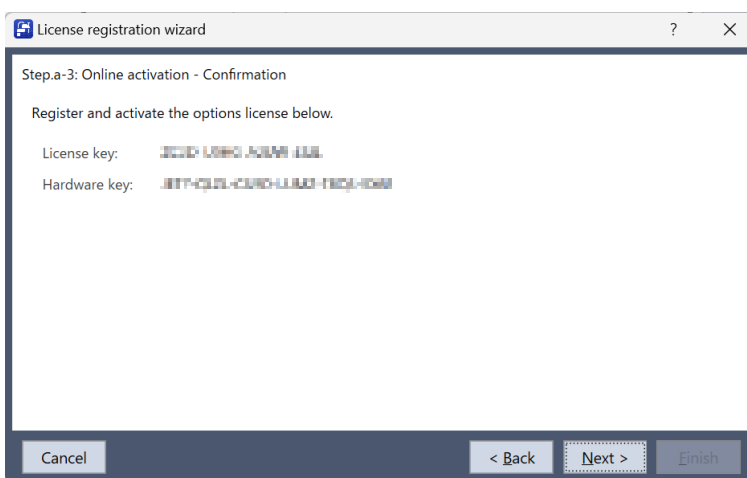 License registration wizard
?
Step.a-3: Online activation - Confirmation
Register and activate the options license below.
License key:
Hardware key:
Cancel
< Back
Next >
Finish